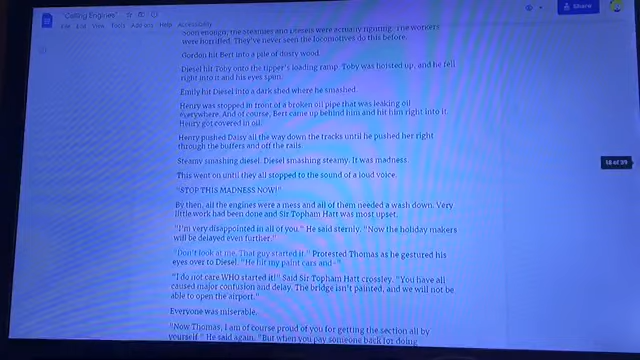 "Calling Engines"
File Edit View Tools Add-ons Help Accessibility
Share
Soon enough, the steamies and Diesels were actually fighting. The workers
were horrified. They've never seen the locomotives do this before.
Gordon hit Bert into a pile of dusty wood.
Diesel hit Toby onto the tipper's loading ramp. Toby was hoisted up, and he fell
right into it and his eyes spun.
Emily hit Diesel into a dark shed where he smashed.
Henry was stopped in front of a broken oil pipe that was leaking oil
everywhere. And of course, Bert came up behind him and hit him right into it.
Henry got covered in oil.
Henry pushed Daisy all the way down the tracks until he pushed her right
through the buffers and off the rails.
Steamy smashing diesel. Diesel smashing steamy. It was madness.
This went on until they all stopped to the sound of a loud voice.
"STOP THIS MADNESS NOW!"
By then, all the engines were a mess and all of them needed a wash down. Very
little work had been done and Sir Topham Hatt was most upset.
"I'm very disappointed in all of you." He said sternly. "Now the holiday makers
will be delayed even further."
"Don't look at me. That guy started it." Protested Thomas as he gestured his
eyes over to Diesel. "He hit my paint cars and-"
"I do not care WHO started it!" Said Sir Topham Hatt crossley. "You have all
caused major confusion and delay. The bridge isn't painted, and we will not be
able to open the airport."
Everyone was miserable.
"Now Thomas, I am of course proud of you for getting the section all by
yourself." He said again. "But when you pay someone back for doing